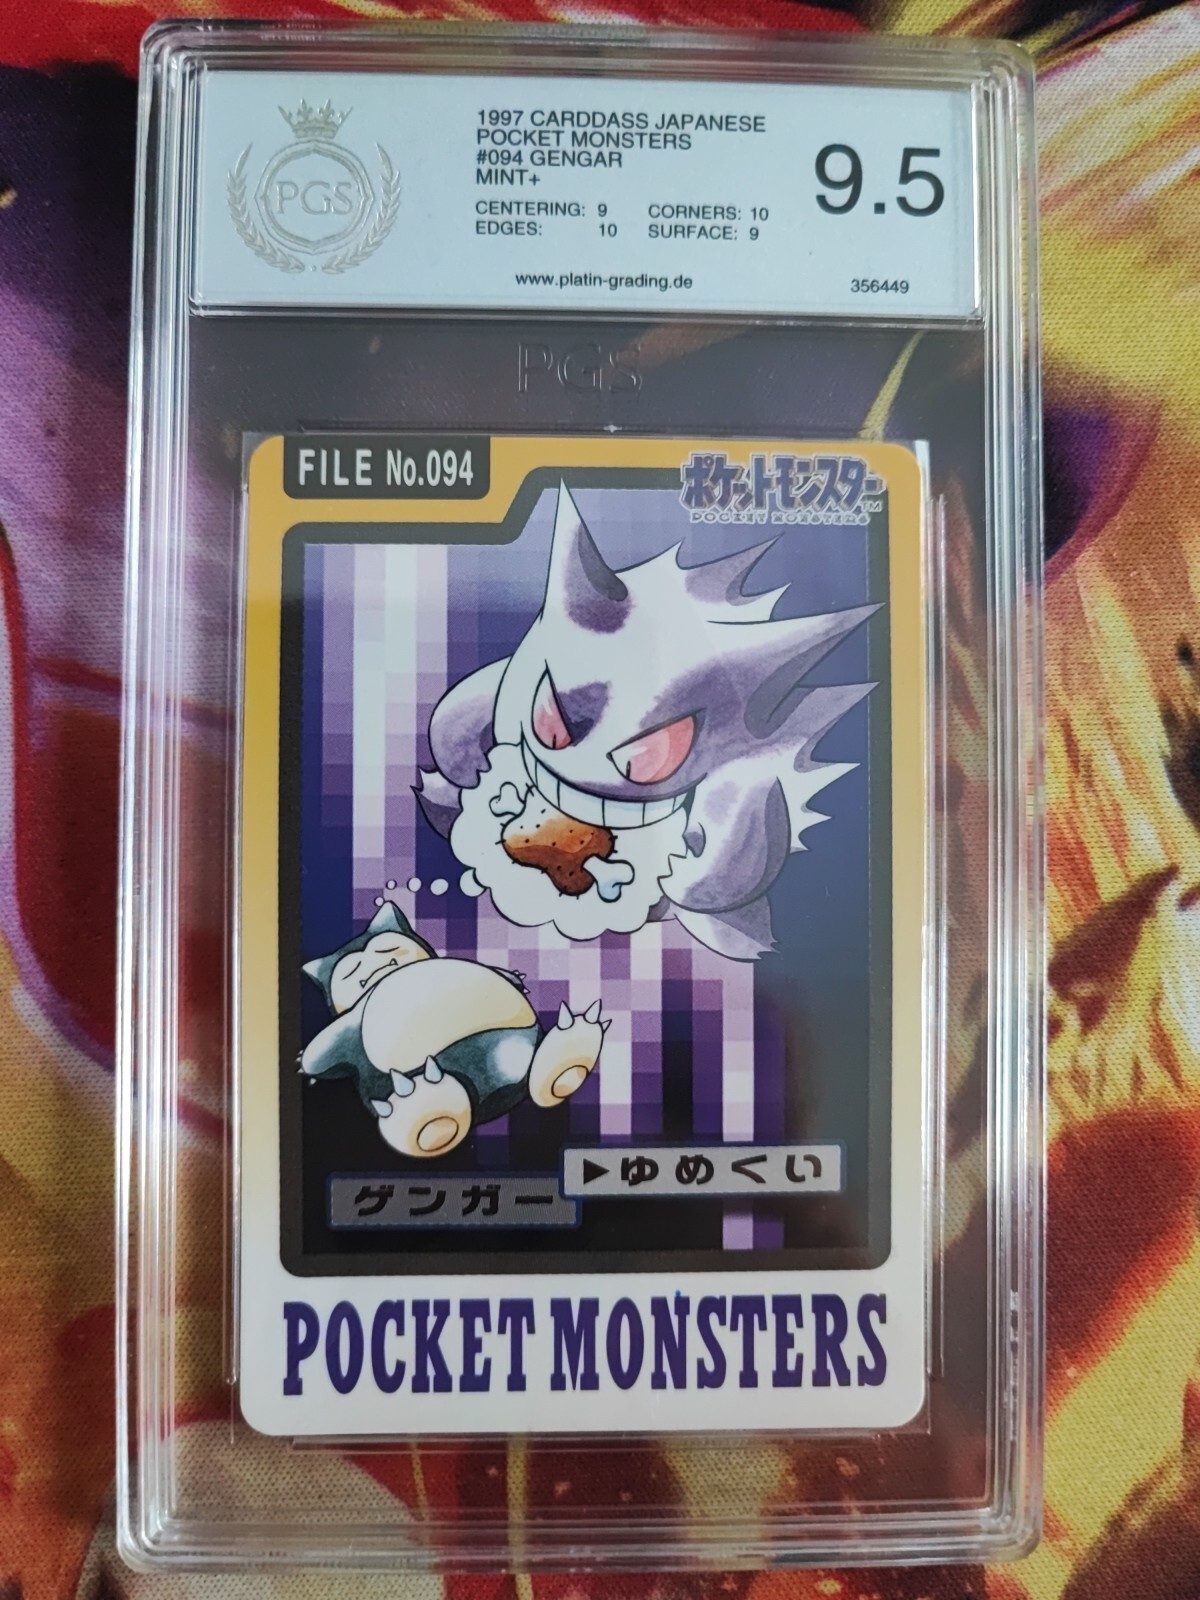 PGS
1997 CARDDASS JAPANESE
POCKET MONSTERS
#094 GENGAR
MINT+
9.5
CENTERING: 9 CORNERS: 10
EDGES: 10 SURFACE: 9
www.platin-grading.de
356449
PGS
FILE No.094
ポケットモンスター™
POCKET MONSTERS
▶ゆめくい
ゲンガー
POCKET MONSTERS